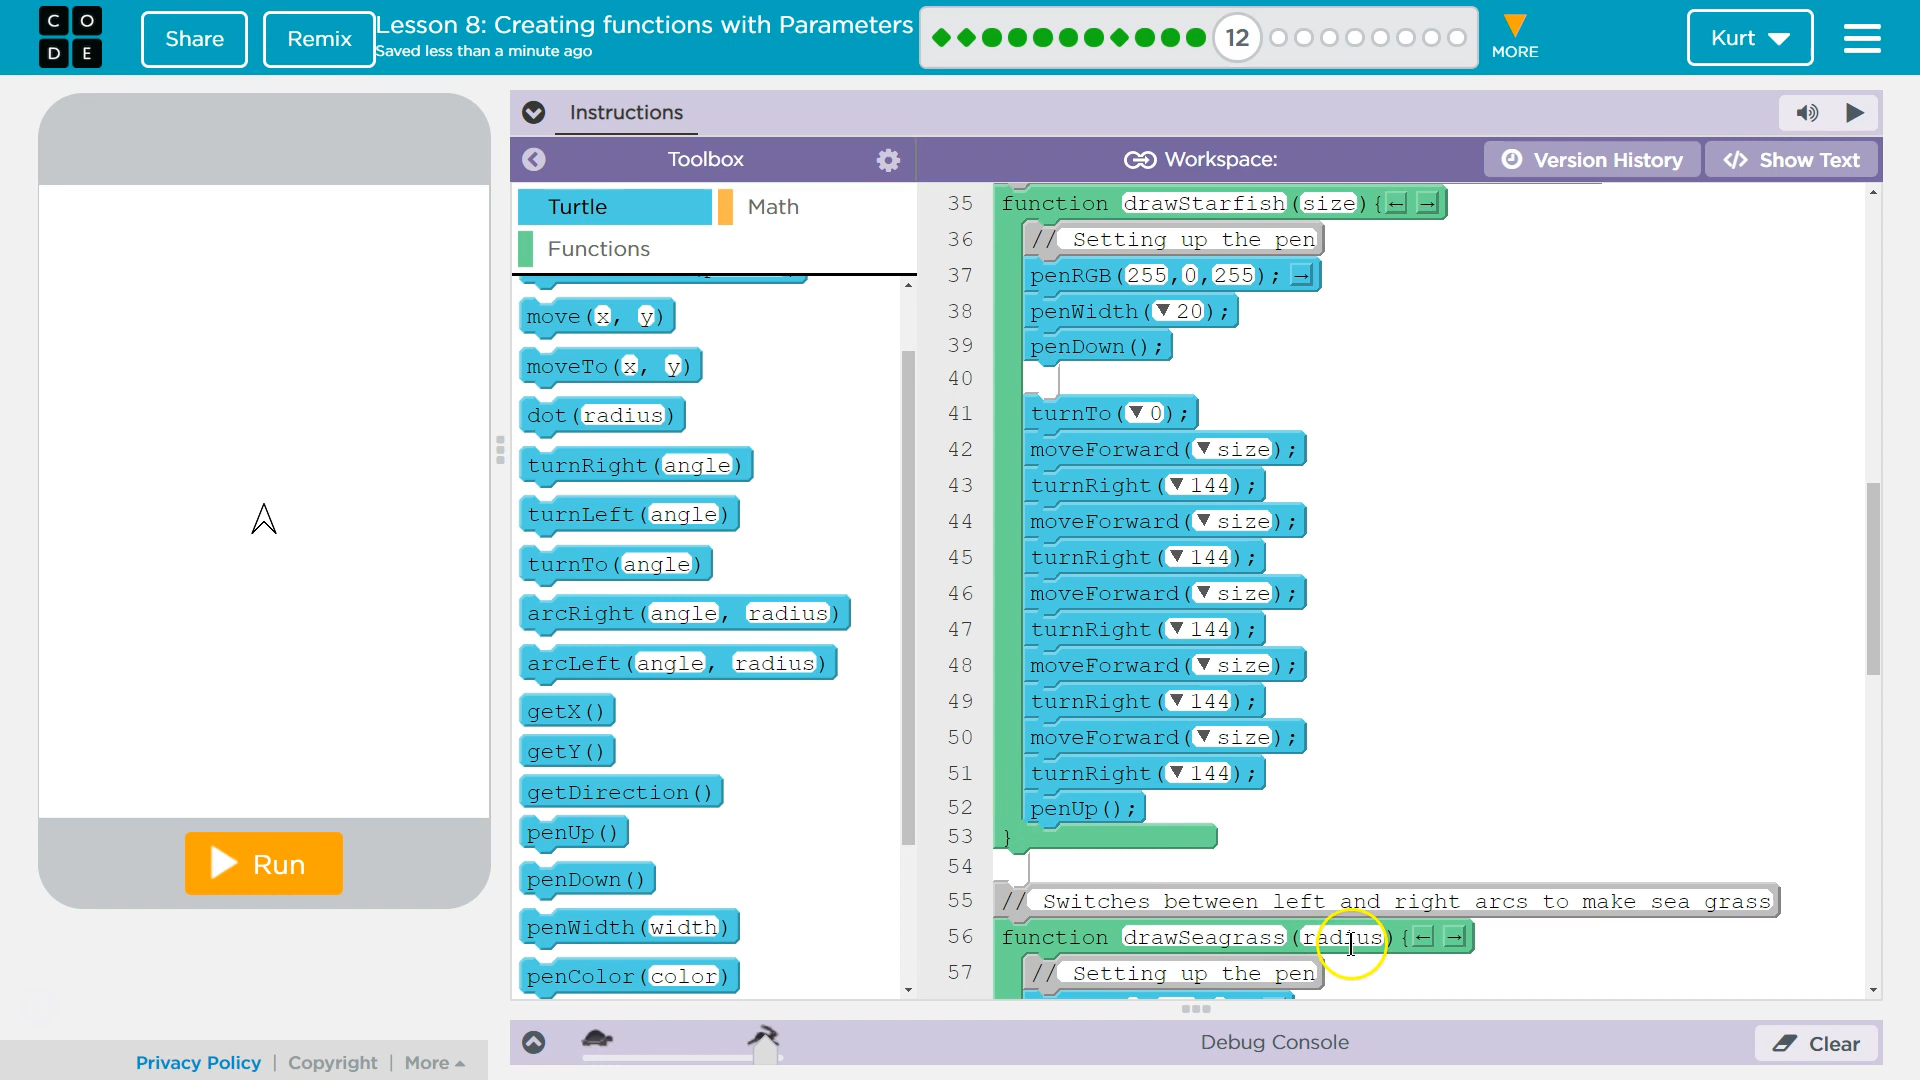 CODE
Share
Remix
Lesson 8: Creating functions with Parameters
Saved less than a minute ago
12
MORE
Kurt
Instructions
Toolbox
Workspace:
Version History
</> Show Text
Turtle
Math
Functions
move(x, y)
moveTo(x, y)
dot(radius)
turnRight(angle)
turnLeft(angle)
turnTo(angle)
arcRight(angle, radius)
arcLeft(angle, radius)
getX()
getY()
getDirection()
penUp()
penDown()
penWidth(width)
penColor(color)
35 function drawStarfish(size){← →
36 // Setting up the pen
37 penRGB(255,0,255); →
38 penWidth(▼ 20);
39 penDown();
40
41 turnTo(▼ 0);
42 moveForward(▼ size);
43 turnRight(▼ 144);
44 moveForward(▼ size);
45 turnRight(▼ 144);
46 moveForward(▼ size);
47 turnRight(▼ 144);
48 moveForward(▼ size);
49 turnRight(▼ 144);
50 moveForward(▼ size);
51 turnRight(▼ 144);
52 penUp();
53 }
54
55 // Switches between left and right arcs to make sea grass
56 function drawSeagrass(radius){← →
57 // Setting up the pen
Run
Debug Console
Clear
Privacy Policy | Copyright | More